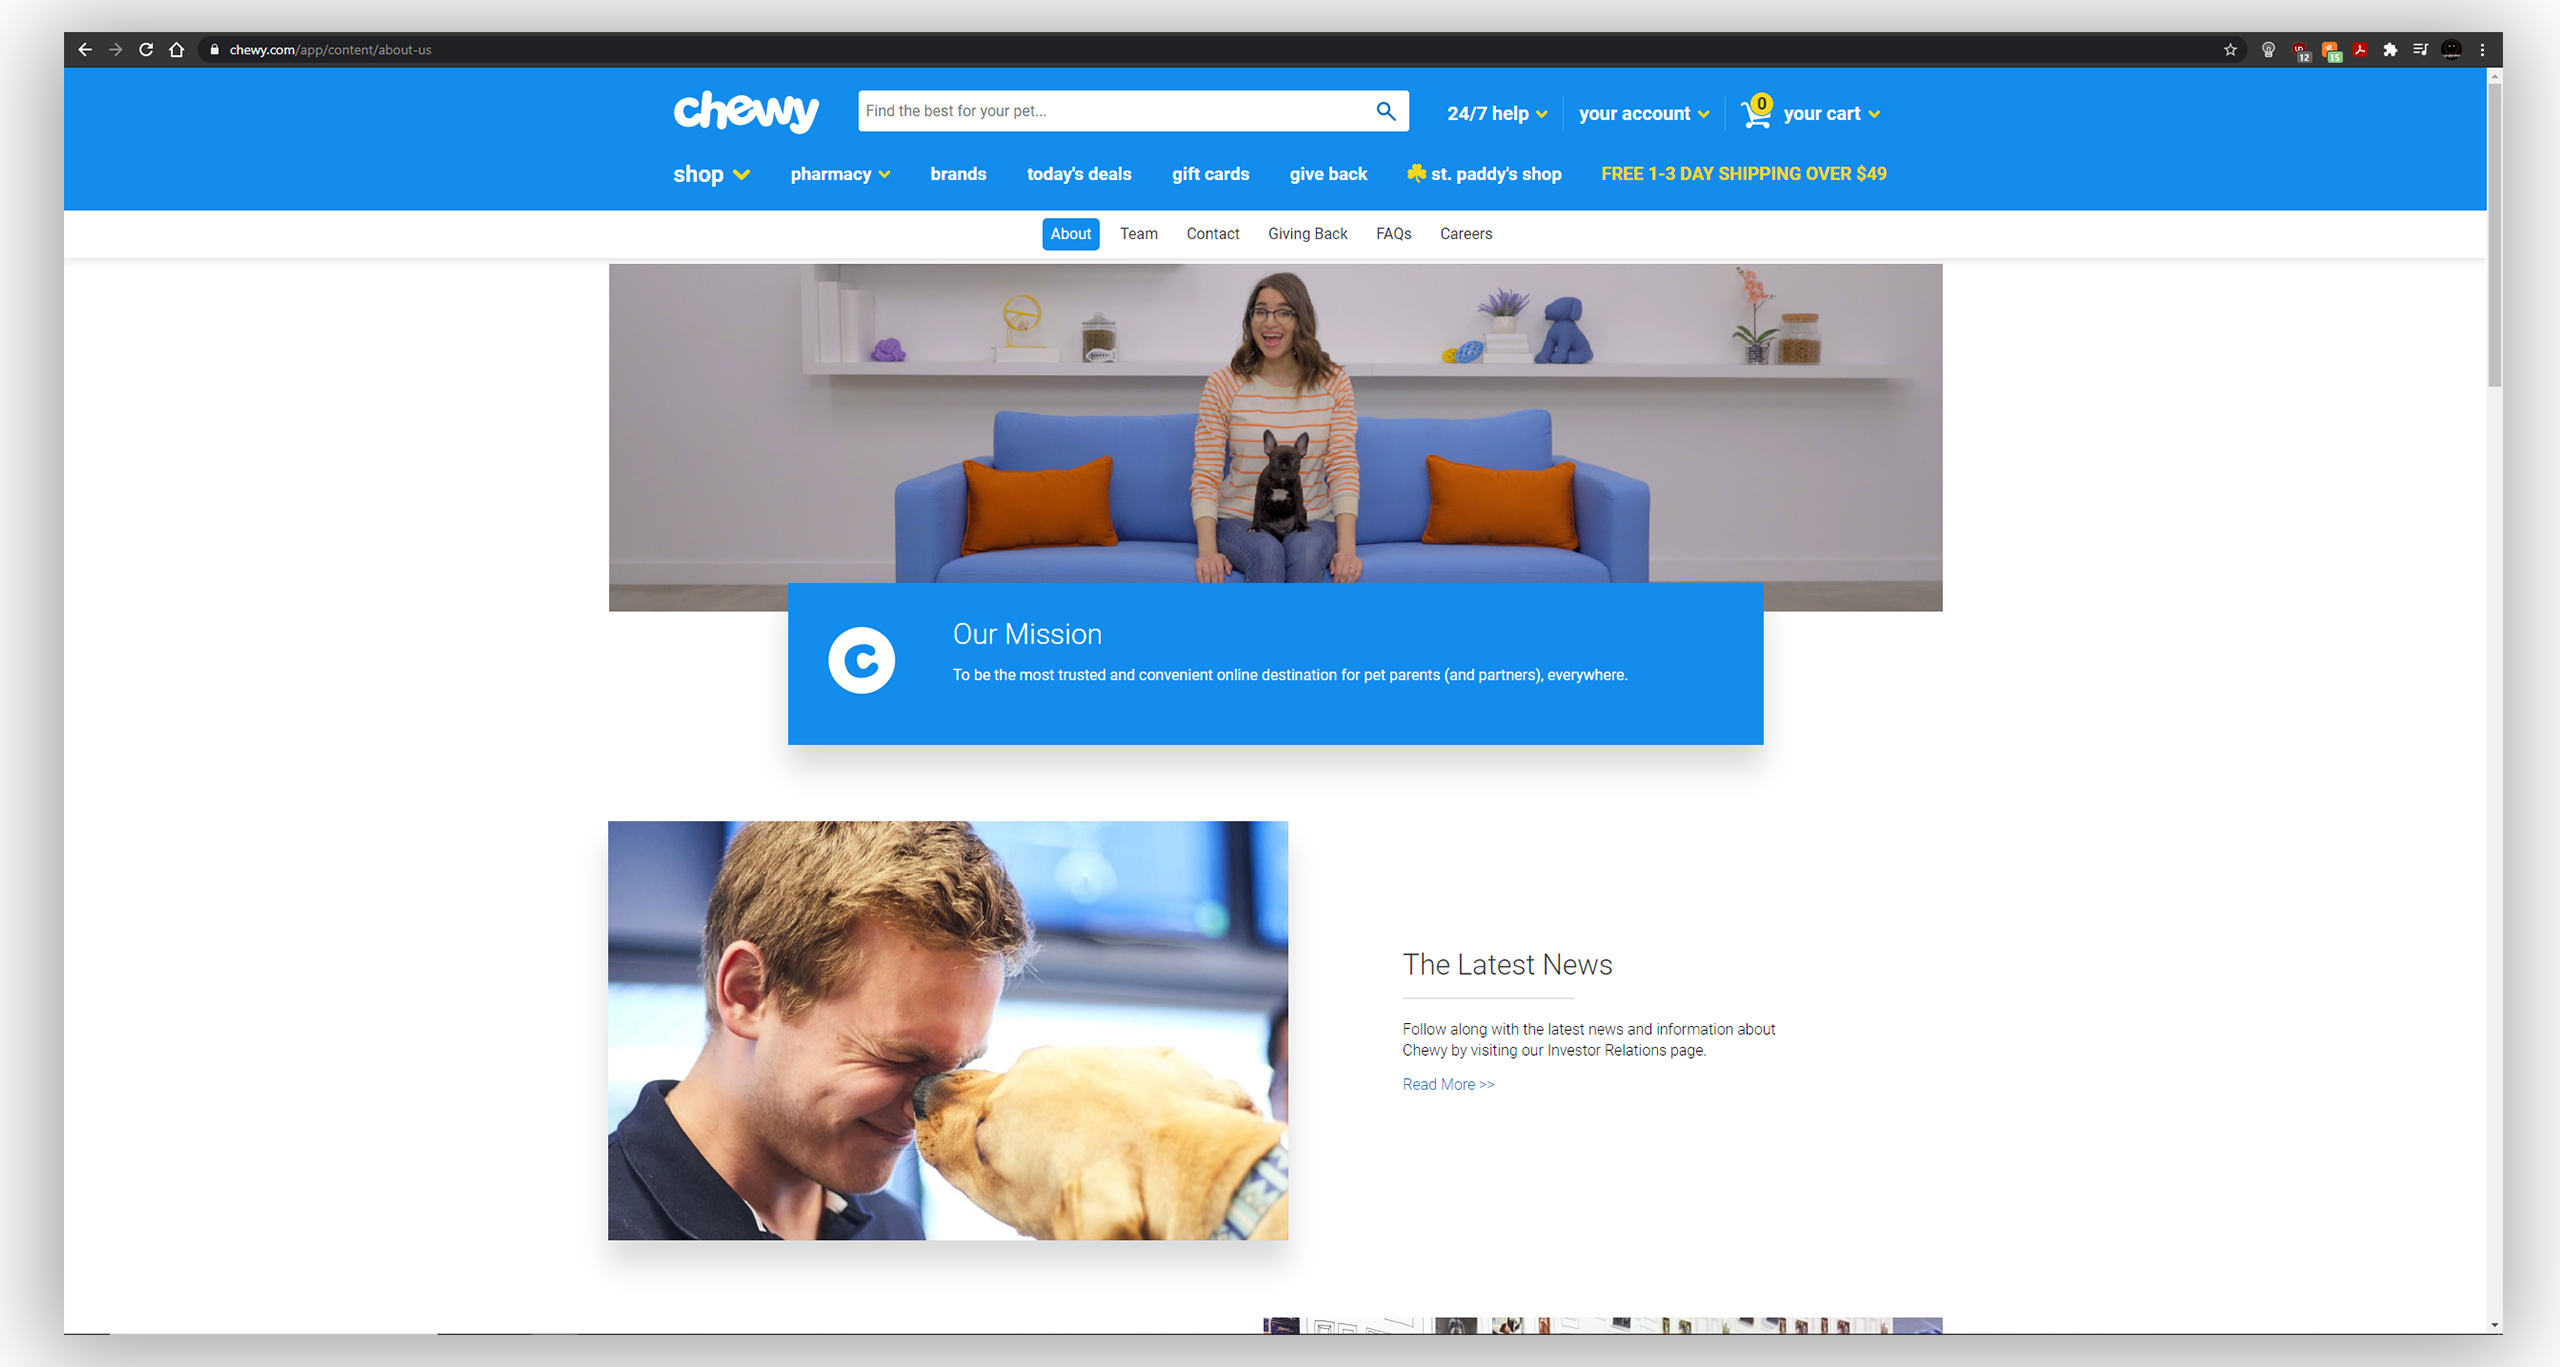 chewy.com/app/content/about-us
12
15
chewy
Find the best for your pet...
24/7 help
your account
0
your cart
shop
pharmacy
brands
today's deals
gift cards
give back
st. paddy's shop
FREE 1-3 DAY SHIPPING OVER $49
About
Team
Contact
Giving Back
FAQs
Careers
C
Our Mission
To be the most trusted and convenient online destination for pet parents (and partners), everywhere.
The Latest News
Follow along with the latest news and information about
Chewy by visiting our Investor Relations page.
Read More >>